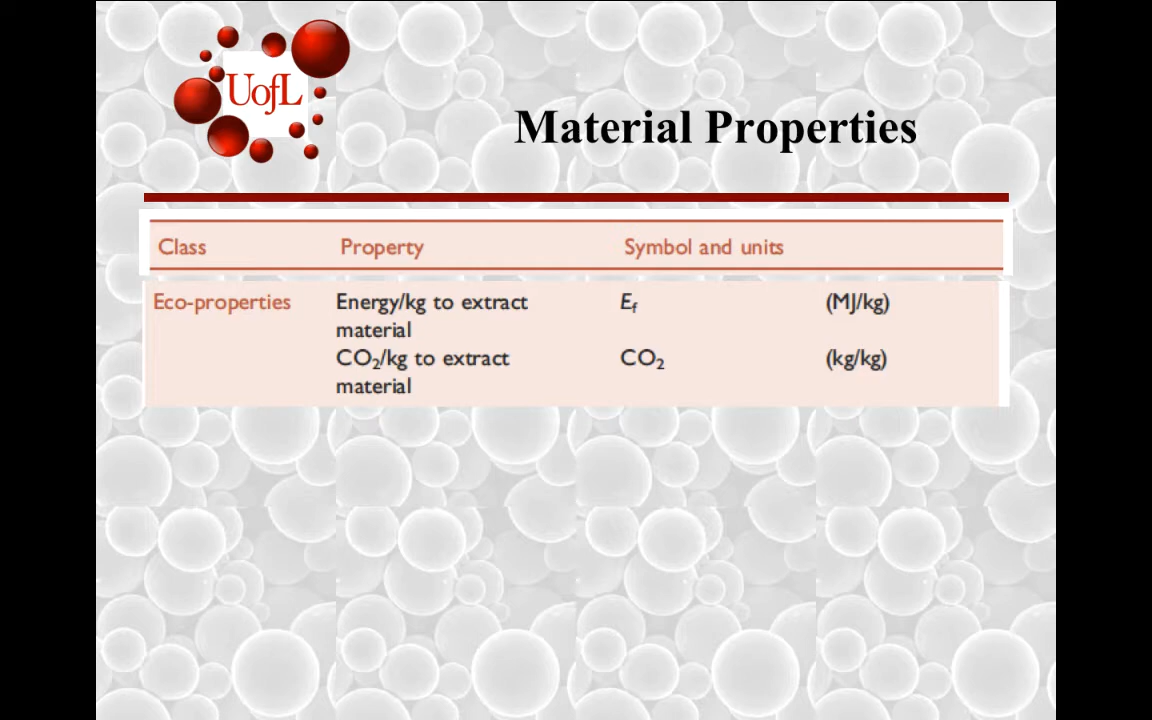 UofL
Material Properties
Class Property Symbol and units
Eco-properties Energy/kg to extract E_f (MJ/kg)
material
CO₂/kg to extract CO₂ (kg/kg)
material